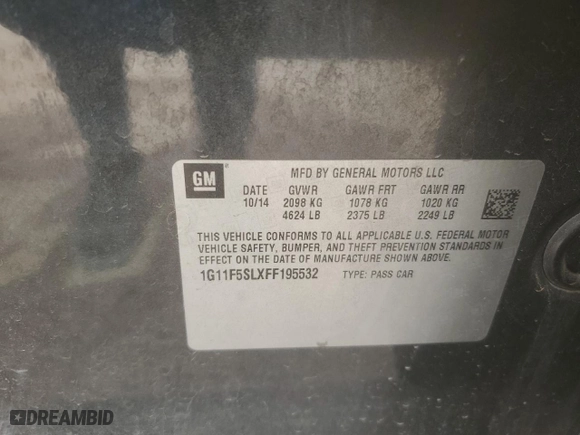 GM
MFD BY GENERAL MOTORS LLC
DATE GVWR GAWR FRT GAWR RR
10/14 2098 KG 1078 KG 1020 KG
4624 LB 2375 LB 2249 LB
THIS VEHICLE CONFORMS TO ALL APPLICABLE U.S. FEDERAL MOTOR
VEHICLE SAFETY, BUMPER, AND THEFT PREVENTION STANDARDS IN
EFFECT ON THE DATE OF MANUFACTURE SHOWN ABOVE.
1G11F5SLXFF195532 TYPE: PASS CAR
DREAMBID